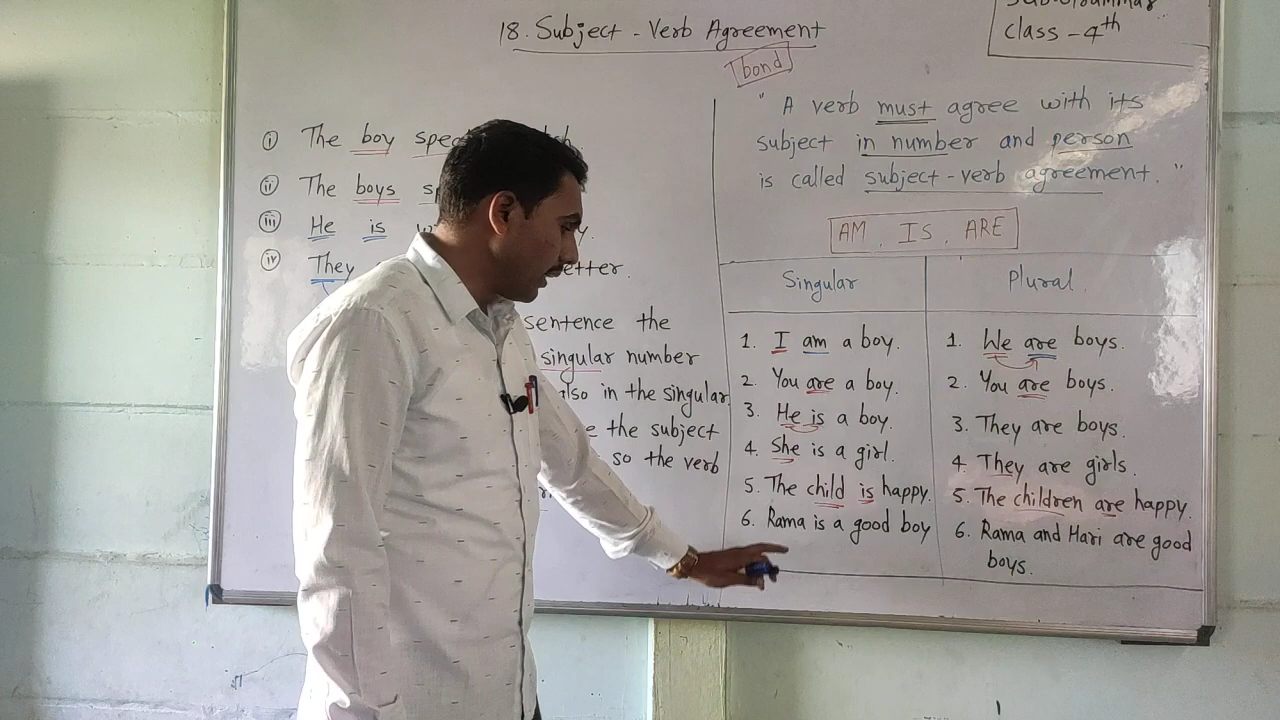 18. Subject - Verb Agreement
Sub-Grammar
Class - 4th
bond
" A verb must agree with its
subject in number and person
is called subject-verb agreement. "
(i) The boy
(ii) The boys
(iii) He is
(iv) They etter.
sentence the
singular number
also in the singular
the subject
so the verb
AM, IS, ARE
Singular
1. I am a boy.
2. You are a boy.
3. He is a boy.
4. She is a girl.
5. The child is happy.
6. Rama is a good boy
Plural
1. We are boys.
2. You are boys.
3. They are boys.
4. They are girls.
5. The children are happy.
6. Rama and Hari are good
boys.